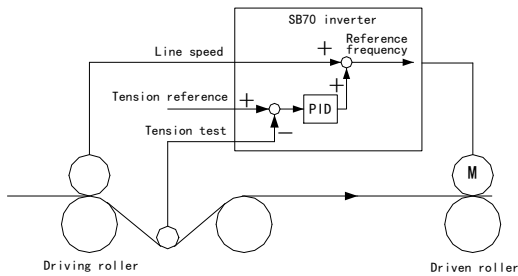 SB70 inverter
Line speed
+
Reference
frequency
Tension reference
+
+
PID
Tension test
−
M
Driving roller
Driven roller